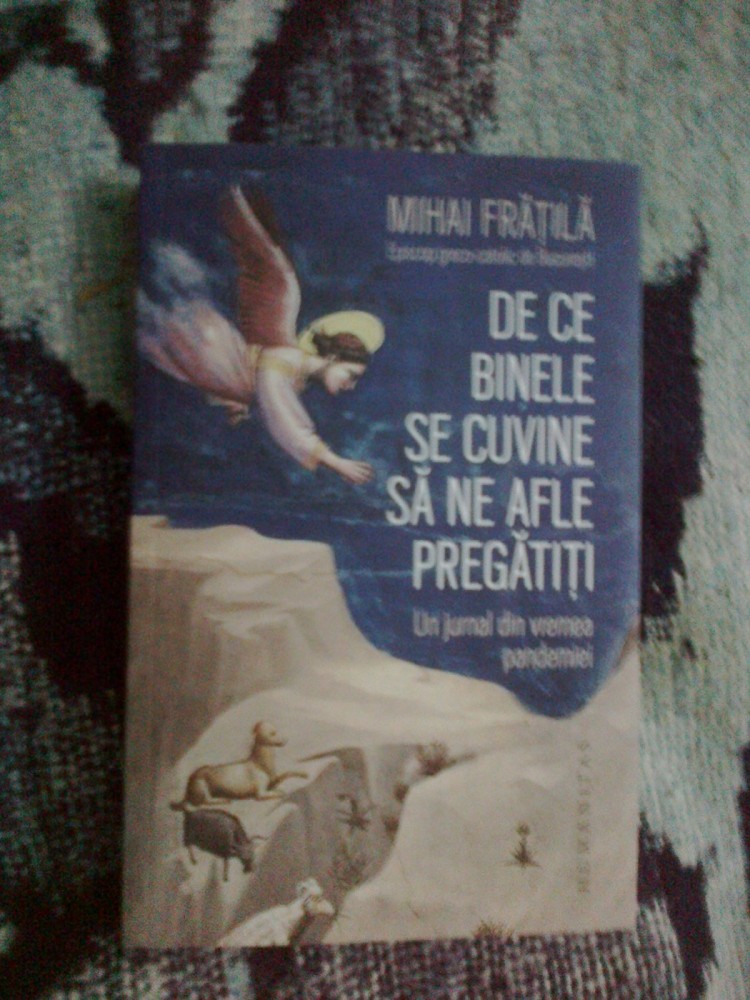 MIHAI FRĂȚILĂ
Episcop greco-catolic de București
DE CE
BINELE
SE CUVINE
SĂ NE AFLE
PREGĂTIȚI
Un jurnal din vremea
pandemiei
HUMANITAS